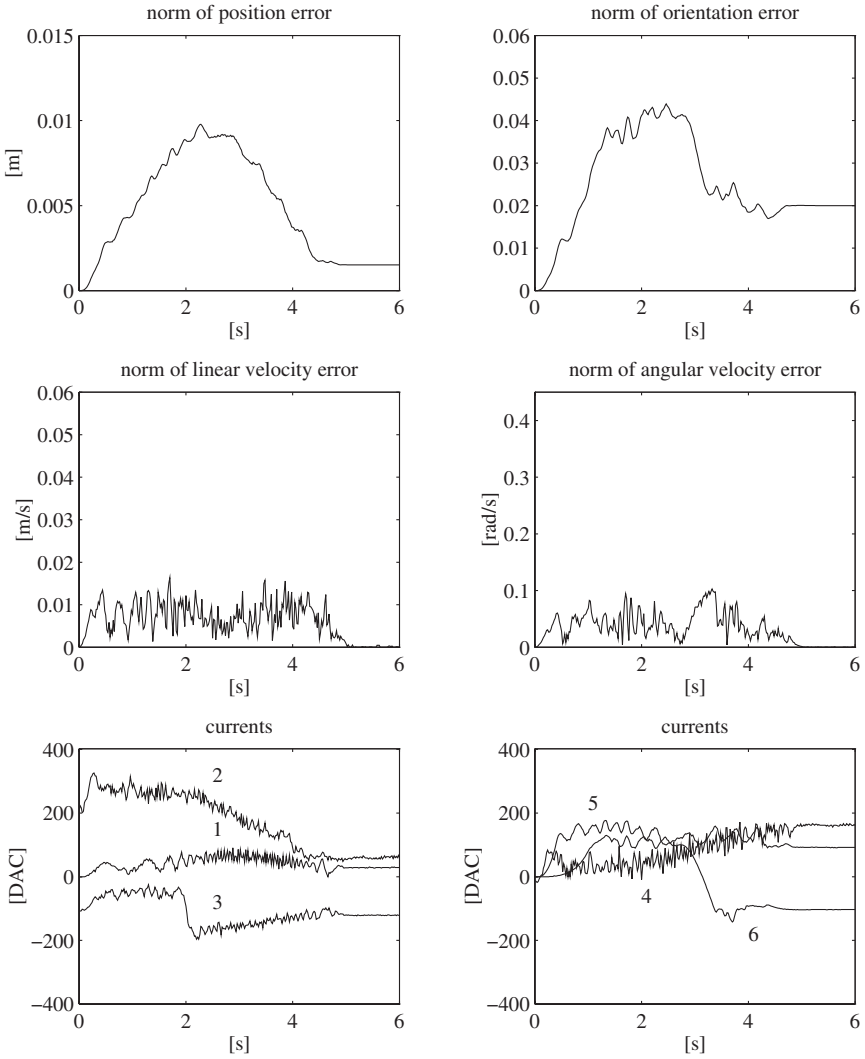 norm of position error
norm of orientation error
0.015
0.01
0.005
0
[m]
0 2 4 6
[s]
0.06
0.05
0.04
0.03
0.02
0.01
0
0 2 4 6
[s]
norm of linear velocity error
norm of angular velocity error
0.06
0.05
0.04
0.03
0.02
0.01
0
[m/s]
0 2 4 6
[s]
0.4
0.3
0.2
0.1
0
[rad/s]
0 2 4 6
[s]
currents
currents
400
200
0
−200
−400
[DAC]
2
1
3
0 2 4 6
[s]
400
200
0
−200
−400
[DAC]
5
4
6
0 2 4 6
[s]